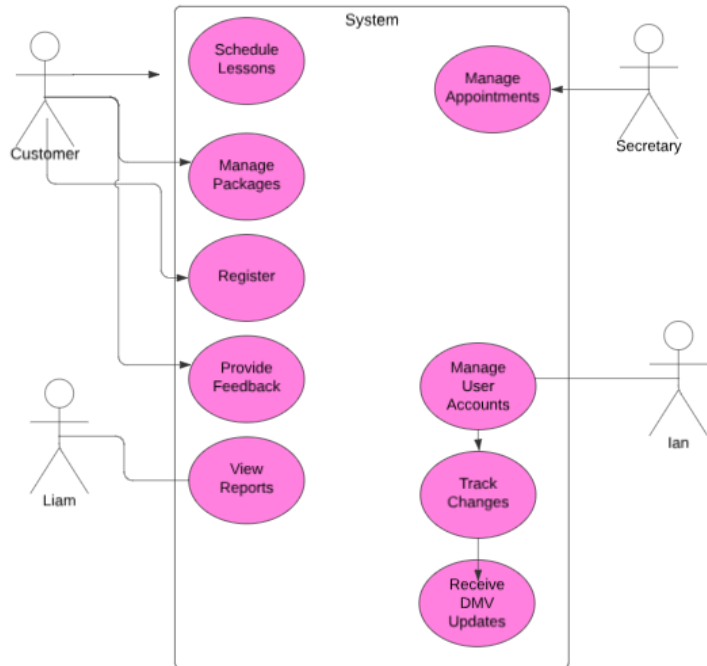 System
Schedule
Lessons
Manage
Appointments
Customer
Secretary
Manage
Packages
Register
Provide
Feedback
Manage
User
Accounts
Ian
View
Reports
Liam
Track
Changes
Receive
DMV
Updates